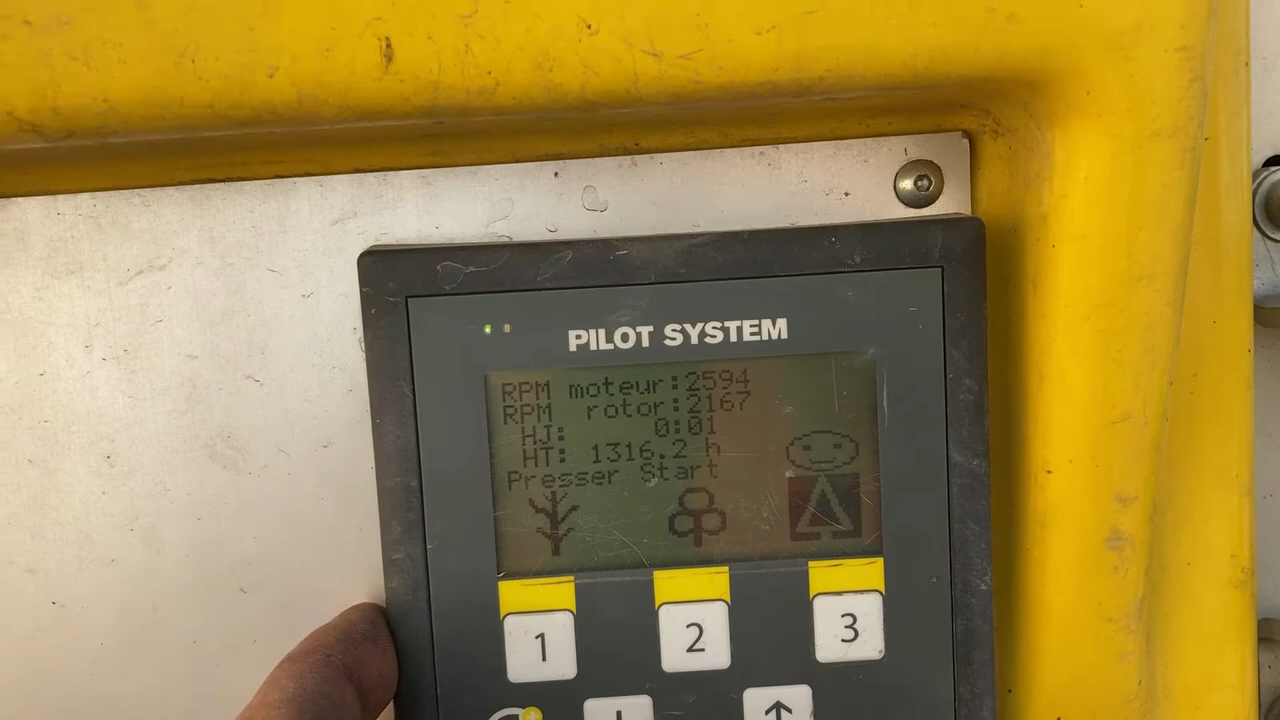 PILOT SYSTEM
RPM moteur:2594
RPM rotor:2167
HJ: 0:01
HT: 1316.2 h
Presser Start
1
2
3